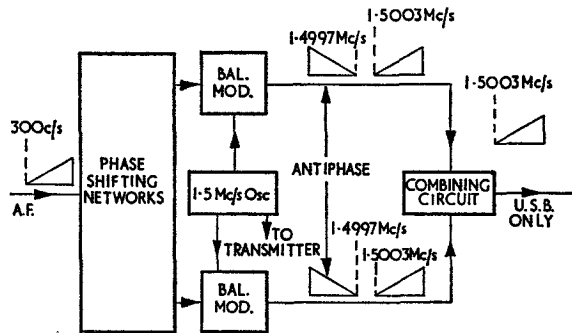 1·5003Mc/s
1·4997Mc/s
BAL.
MOD.
1·5003Mc/s
300c/s
PHASE
SHIFTING
NETWORKS
A.F.
1·5 Mc/s Osc
ANTIPHASE
COMBINING
CIRCUIT
U.S.B.
ONLY
TO
TRANSMITTER
1·4997Mc/s
1·5003Mc/s
BAL.
MOD.